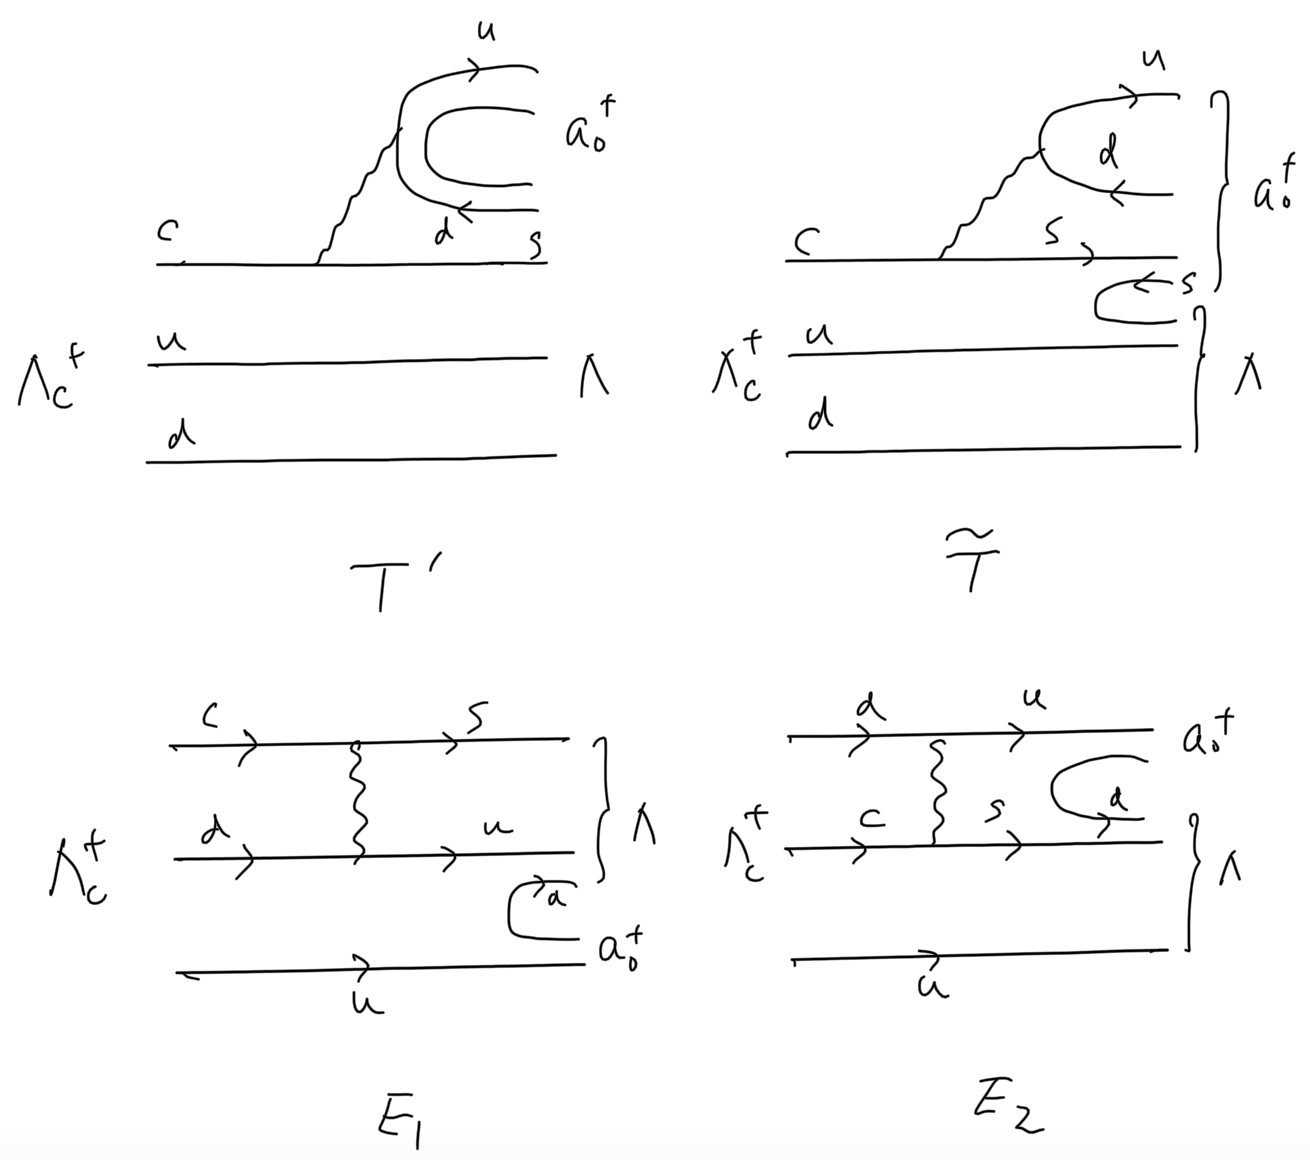 u
a₀⁺
c
d
s
u
Λc⁺
Λ
d
T′
u
d
a₀⁺
c
s
s
u
Λc⁺
Λ
d
T̃
c
s
d
u
Λ
Λc⁺
d
a₀⁺
u
E₁
d
u
a₀⁺
c
s
d
Λc⁺
Λ
u
E₂